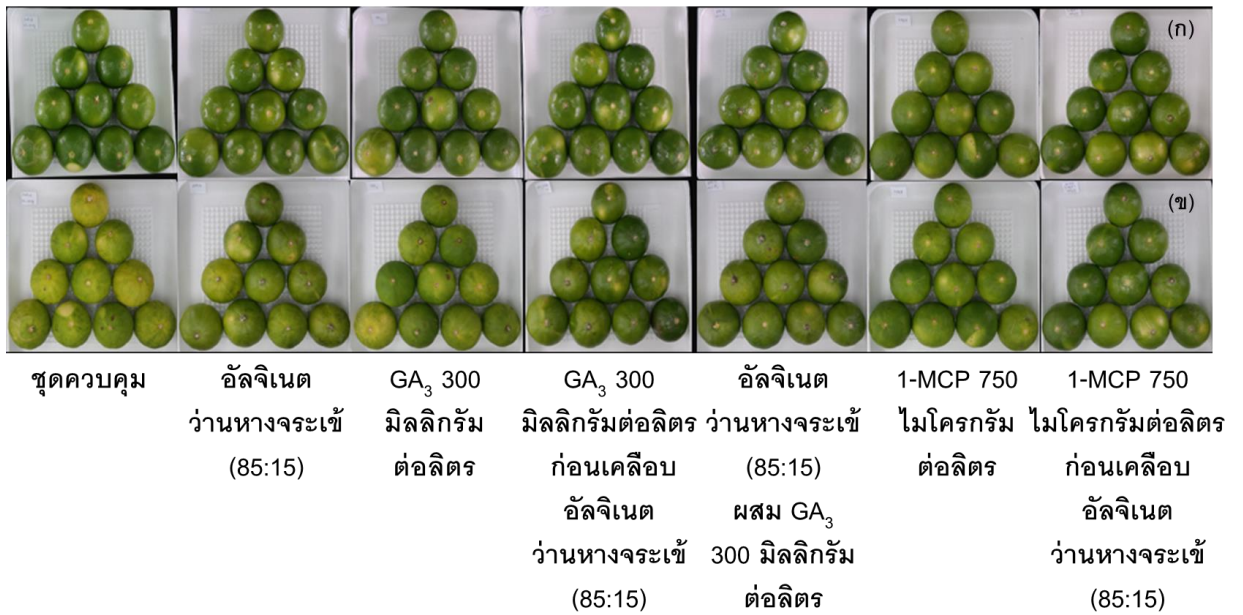 (ก)
(ข)
ชุดควบคุม
อัลจิเนต
ว่านหางจระเข้
(85:15)
GA3 300
มิลลิกรัม
ต่อลิตร
GA3 300
มิลลิกรัมต่อลิตร
ก่อนเคลือบ
อัลจิเนต
ว่านหางจระเข้
(85:15)
อัลจิเนต
ว่านหางจระเข้
(85:15)
ผสม GA3
300 มิลลิกรัม
ต่อลิตร
1-MCP 750
ไมโครกรัม
ต่อลิตร
1-MCP 750
ไมโครกรัมต่อลิตร
ก่อนเคลือบ
อัลจิเนต
ว่านหางจระเข้
(85:15)